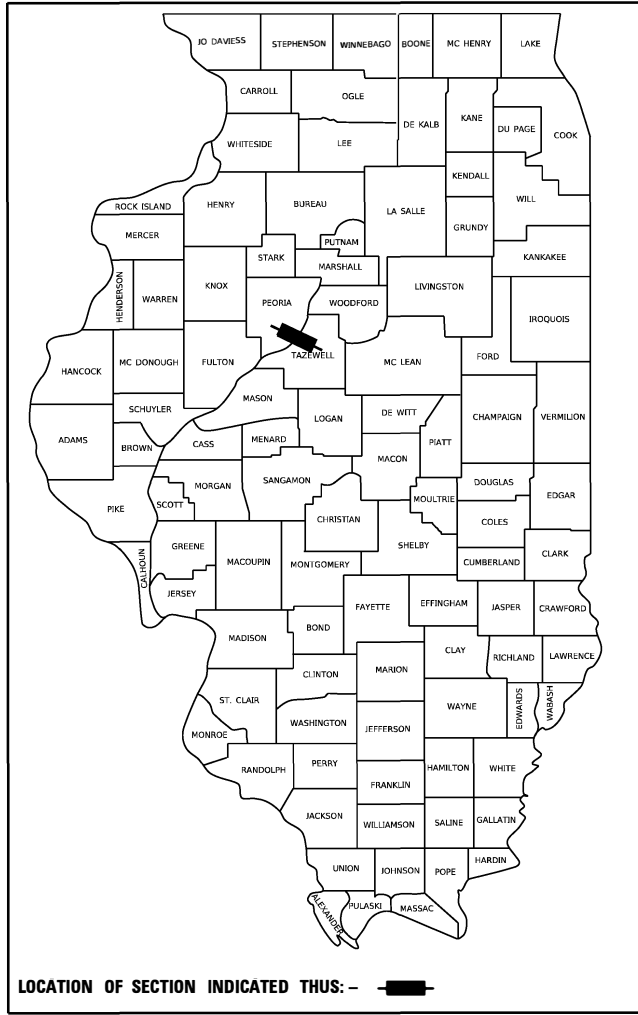 JO DAVIESS STEPHENSON WINNEBAGO BOONE MC HENRY LAKE
CARROLL OGLE DE KALB KANE DU PAGE COOK
WHITESIDE LEE
KENDALL WILL
ROCK ISLAND HENRY BUREAU LA SALLE GRUNDY
MERCER PUTNAM
STARK MARSHALL KANKAKEE
HENDERSON WARREN KNOX PEORIA WOODFORD LIVINGSTON IROQUOIS
HANCOCK MC DONOUGH FULTON TAZEWELL MC LEAN FORD
MASON
SCHUYLER LOGAN DE WITT CHAMPAIGN VERMILION
ADAMS BROWN CASS MENARD PIATT
MACON
PIKE SCOTT MORGAN SANGAMON MOULTRIE DOUGLAS EDGAR
CHRISTIAN COLES
CALHOUN GREENE MACOUPIN MONTGOMERY SHELBY CUMBERLAND CLARK
JERSEY FAYETTE EFFINGHAM JASPER CRAWFORD
MADISON BOND
CLAY RICHLAND LAWRENCE
CLINTON MARION
ST. CLAIR WAYNE EDWARDS WABASH
WASHINGTON JEFFERSON
MONROE
RANDOLPH PERRY HAMILTON WHITE
FRANKLIN
JACKSON WILLIAMSON SALINE GALLATIN
UNION JOHNSON POPE HARDIN
ALEXANDER PULASKI MASSAC
LOCATION OF SECTION INDICATED THUS: –